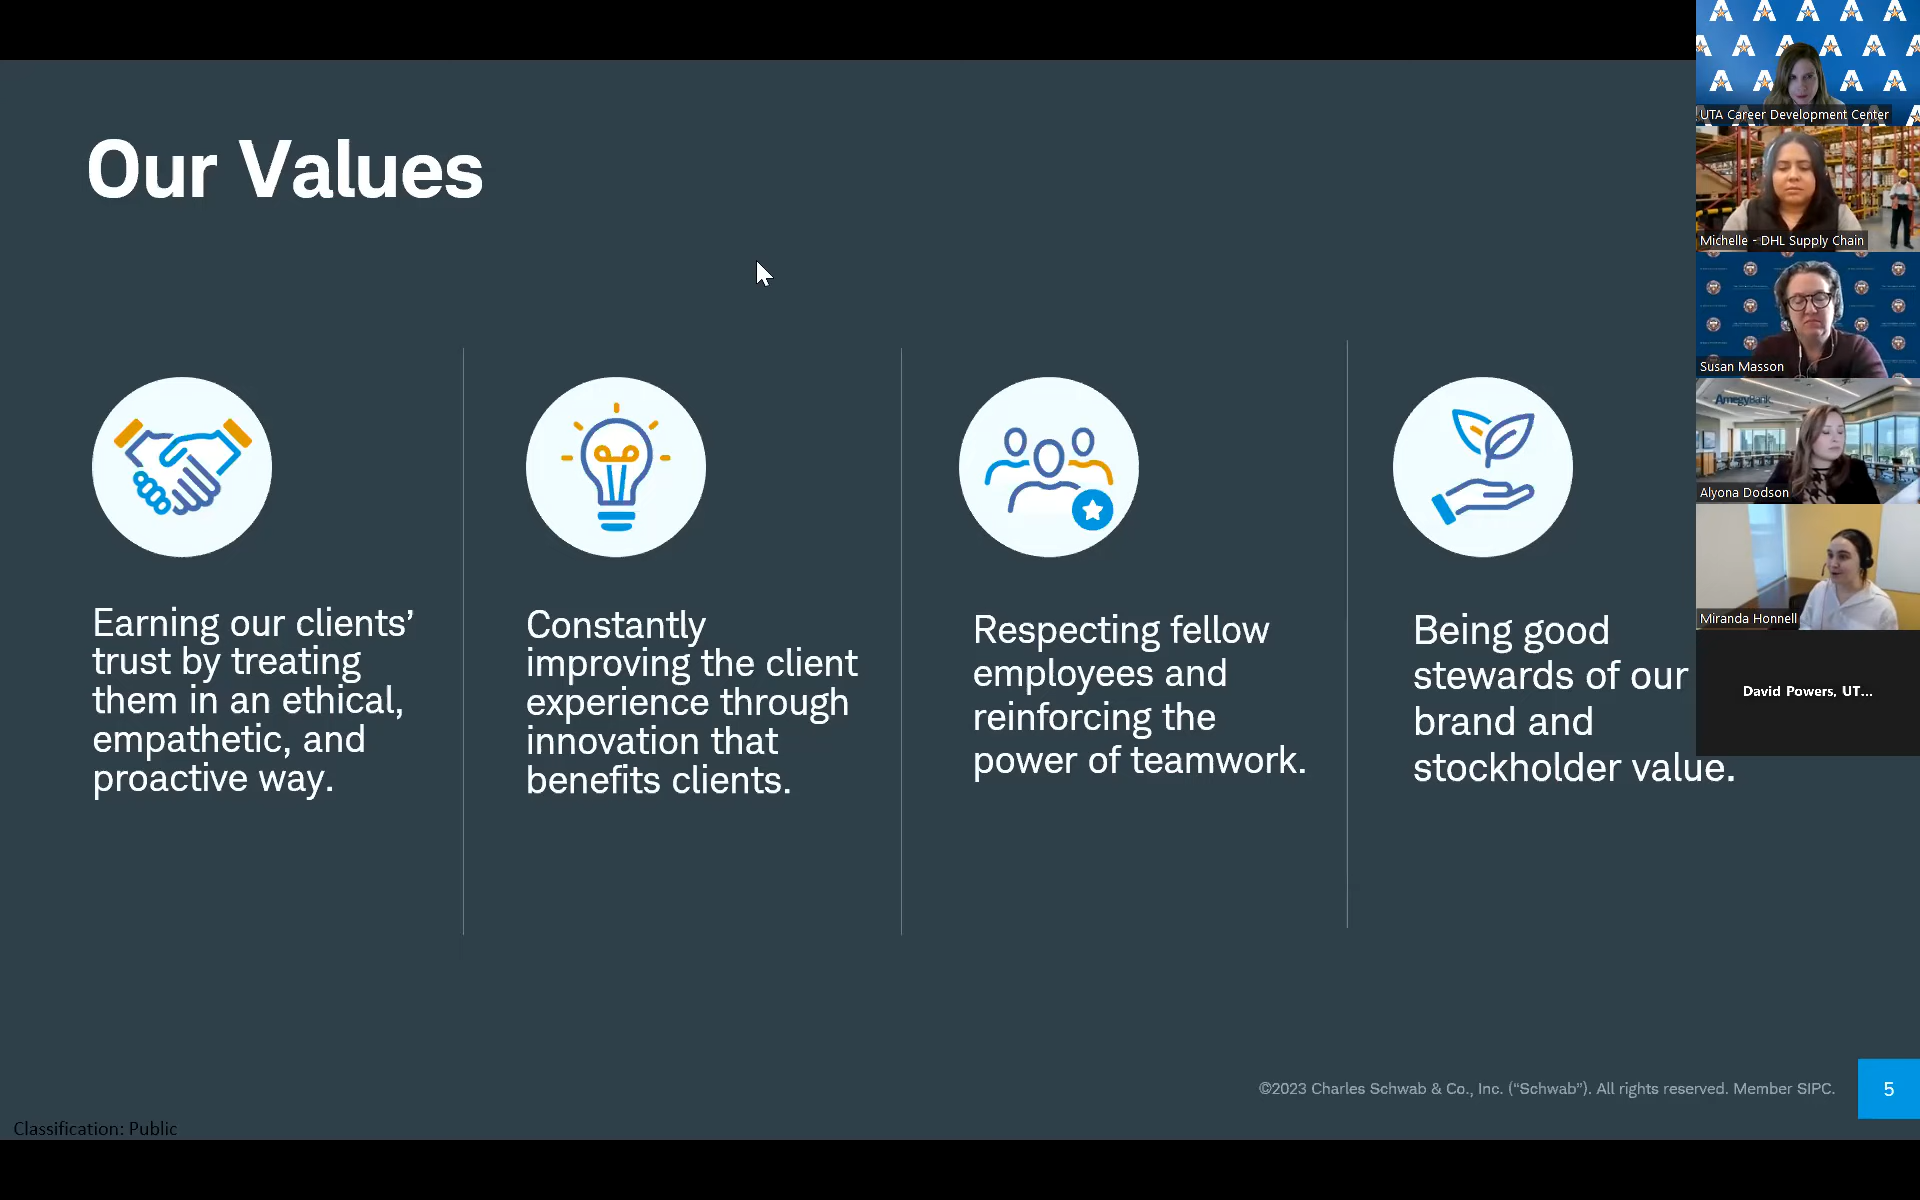 Our Values
Earning our clients’
trust by treating
them in an ethical,
empathetic, and
proactive way.
Constantly
improving the client
experience through
innovation that
benefits clients.
Respecting fellow
employees and
reinforcing the
power of teamwork.
Being good
stewards of our
brand and
stockholder value.
©2023 Charles Schwab & Co., Inc. (“Schwab”). All rights reserved. Member SIPC.
5
Classification: Public
UTA Career Development Center
Michelle - DHL Supply Chain
Susan Masson
AmegyBank
Alyona Dodson
Miranda Honnell
David Powers, UT...